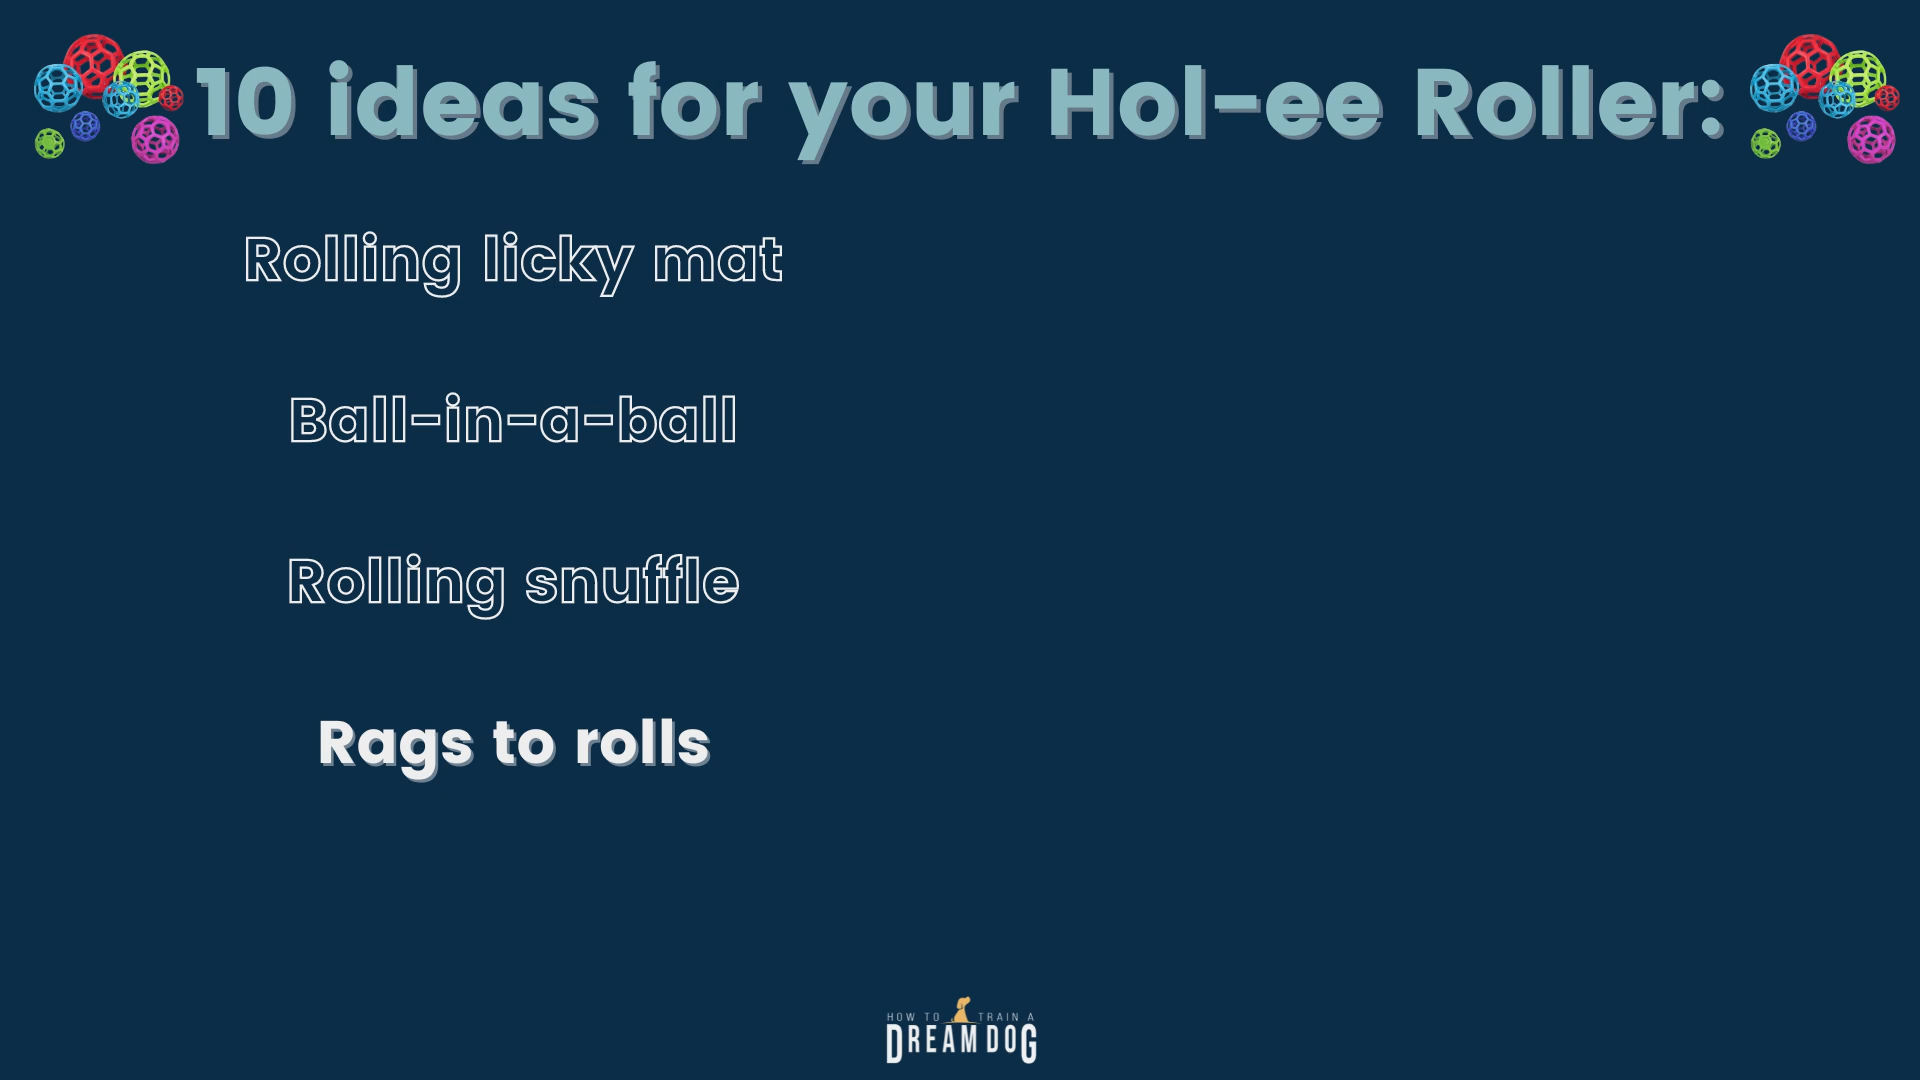 10 ideas for your Hol-ee Roller:
Rolling licky mat
Ball-in-a-ball
Rolling snuffle
Rags to rolls
HOW TO TRAIN A
DREAM DOG